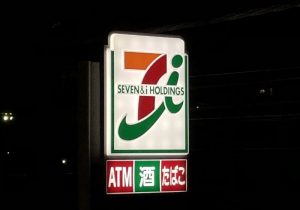 7i
SEVEN & i HOLDINGS
ATM 酒 たばこ